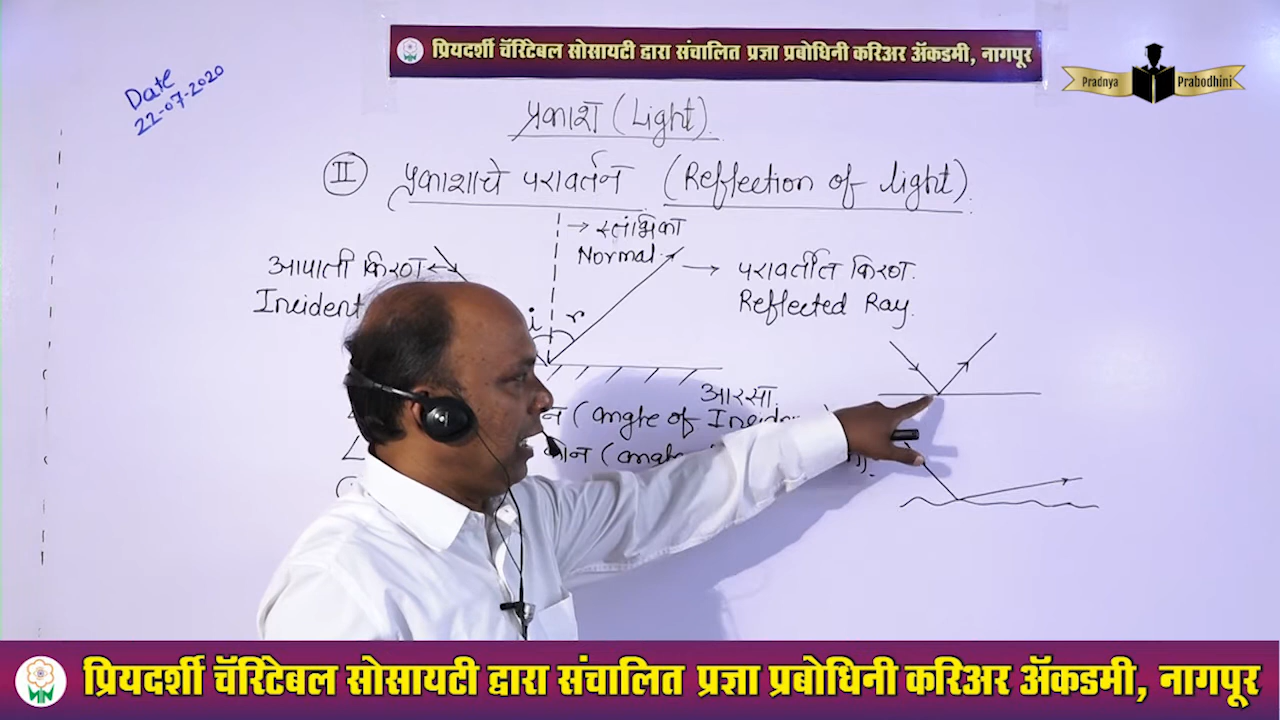 प्रियदर्शी चॅरिटेबल सोसायटी द्वारा संचालित प्रज्ञा प्रबोधिनी करिअर ॲकडमी, नागपूर
Pradnya Prabodhini
Date
22-07-2020
प्रकाश (Light).
II प्रकाशाचे परावर्तन (Reflection of light).
→ स्तंभिका
Normal.
आपाती किरण
Incident
→ परावर्तीत किरण.
Reflected Ray.
i r
आरसा.
(angle of
प्रियदर्शी चॅरिटेबल सोसायटी द्वारा संचालित प्रज्ञा प्रबोधिनी करिअर ॲकडमी, नागपूर